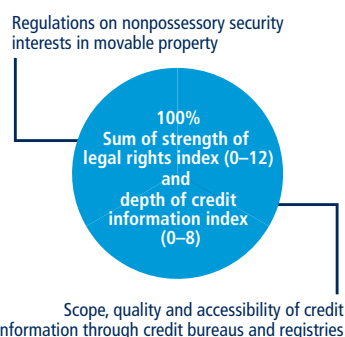 Regulations on nonpossessory security
interests in movable property
100%
Sum of strength of
legal rights index (0–12)
and
depth of credit
information index
(0–8)
Scope, quality and accessibility of credit
information through credit bureaus and registries